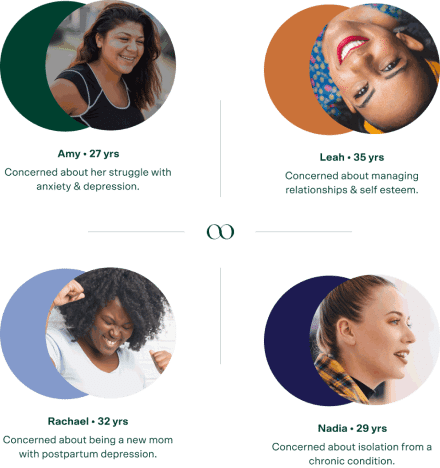 Amy • 27 yrs
Concerned about her struggle with
anxiety & depression.
Leah • 35 yrs
Concerned about managing
relationships & self esteem.
Rachael • 32 yrs
Concerned about being a new mom
with postpartum depression.
Nadia • 29 yrs
Concerned about isolation from a
chronic condition.